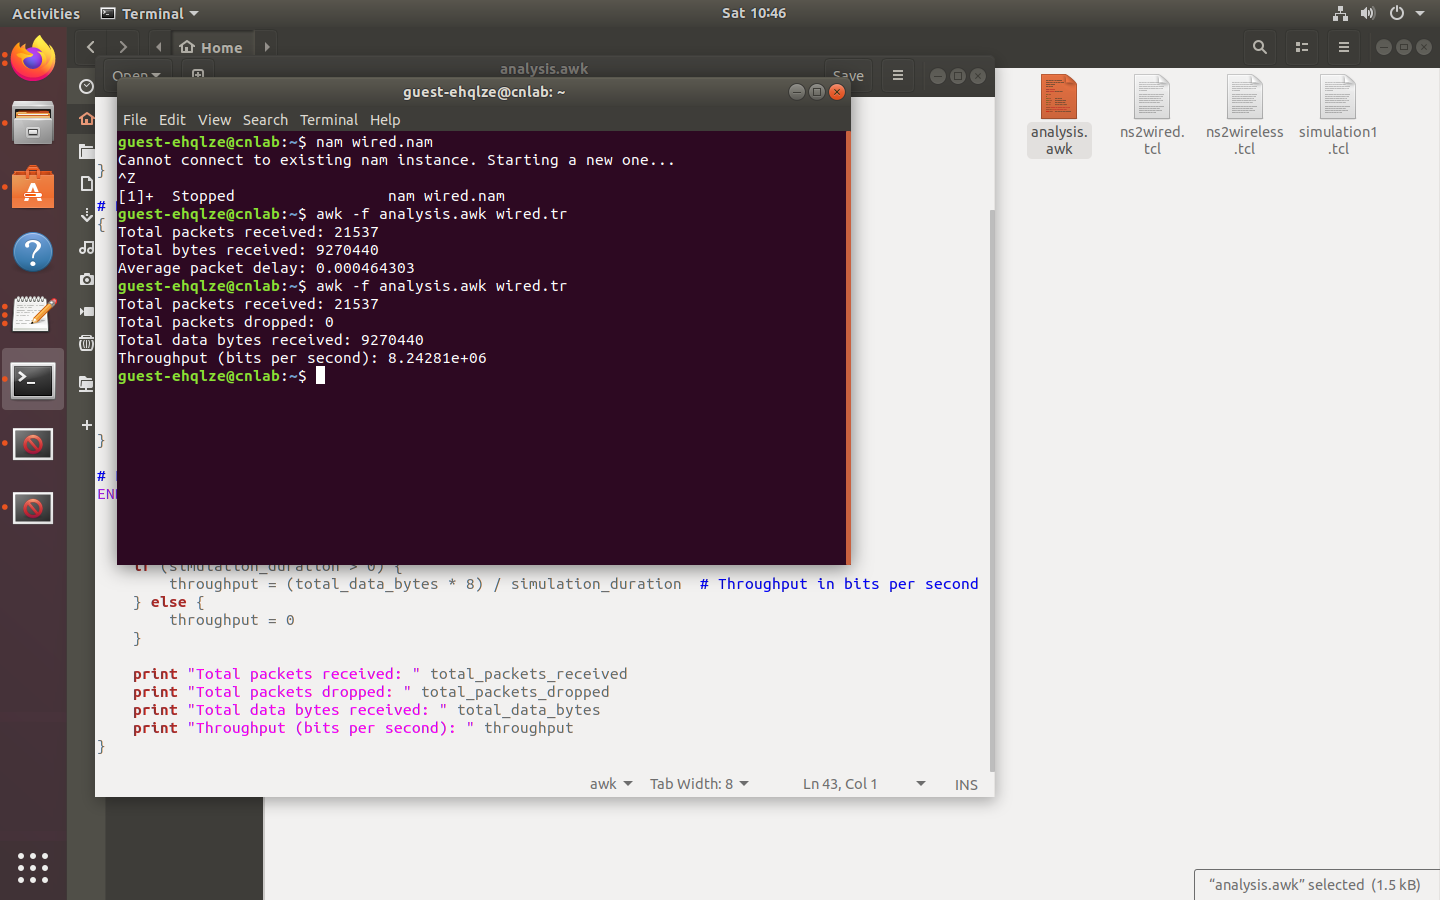 Activities Terminal Sat 10:46
Home
Open analysis.awk Save
guest-ehqlze@cnlab: ~
File Edit View Search Terminal Help
guest-ehqlze@cnlab:~$ nam wired.nam
Cannot connect to existing nam instance. Starting a new one...
^Z
[1]+  Stopped                 nam wired.nam
guest-ehqlze@cnlab:~$ awk -f analysis.awk wired.tr
Total packets received: 21537
Total bytes received: 9270440
Average packet delay: 0.000464303
guest-ehqlze@cnlab:~$ awk -f analysis.awk wired.tr
Total packets received: 21537
Total packets dropped: 0
Total data bytes received: 9270440
Throughput (bits per second): 8.24281e+06
guest-ehqlze@cnlab:~$
}
#
{
}
#
if (simulation_duration > 0) {
throughput = (total_data_bytes * 8) / simulation_duration  # Throughput in bits per second
} else {
throughput = 0
}
print "Total packets received: " total_packets_received
print "Total packets dropped: " total_packets_dropped
print "Total data bytes received: " total_data_bytes
print "Throughput (bits per second): " throughput
}
awk Tab Width: 8 Ln 43, Col 1 INS
analysis.
awk
ns2wired.
tcl
ns2wireless
.tcl
simulation1
.tcl
“analysis.awk” selected (1.5 kB)